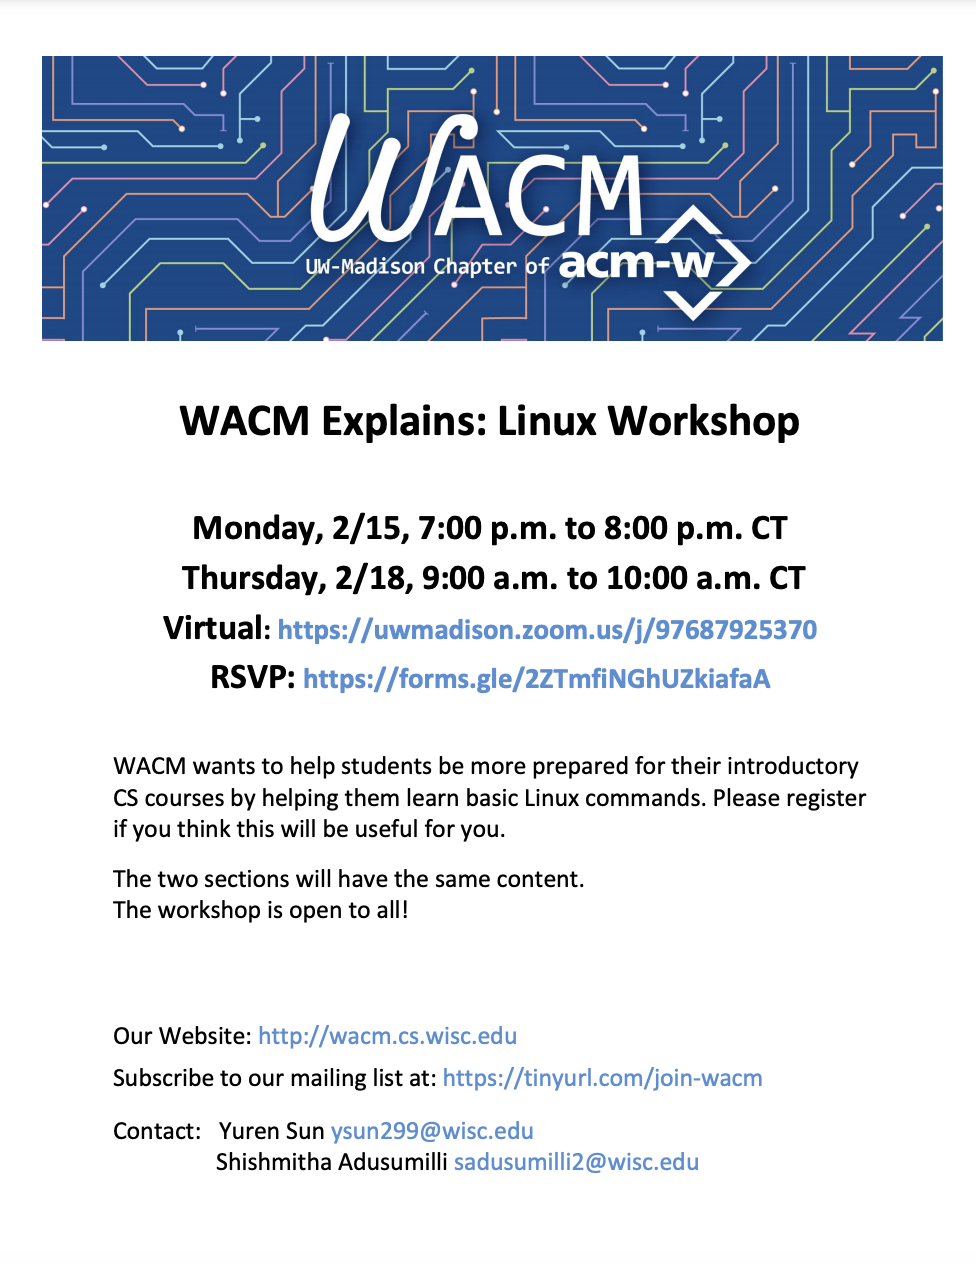 WACM
UW-Madison Chapter of acm-w
WACM Explains: Linux Workshop
Monday, 2/15, 7:00 p.m. to 8:00 p.m. CT
Thursday, 2/18, 9:00 a.m. to 10:00 a.m. CT
Virtual: https://uwmadison.zoom.us/j/97687925370
RSVP: https://forms.gle/2ZTmfiNGhUZkiafaA
WACM wants to help students be more prepared for their introductory
CS courses by helping them learn basic Linux commands. Please register
if you think this will be useful for you.
The two sections will have the same content.
The workshop is open to all!
Our Website: http://wacm.cs.wisc.edu
Subscribe to our mailing list at: https://tinyurl.com/join-wacm
Contact: Yuren Sun ysun299@wisc.edu
Shishmitha Adusumilli sadusumilli2@wisc.edu